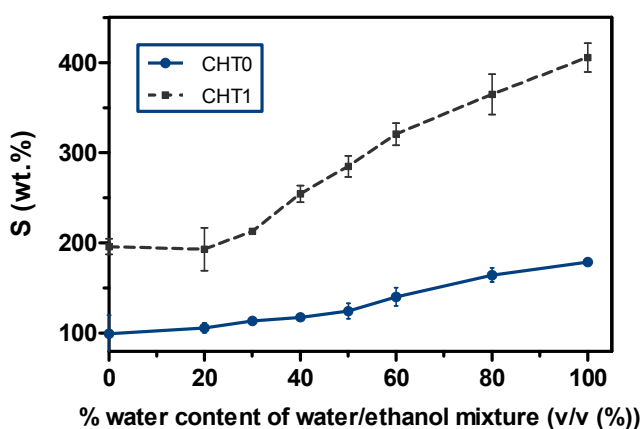 CHT0
CHT1
S (wt.%)
400
300
200
100
0 20 40 60 80 100
% water content of water/ethanol mixture (v/v (%))